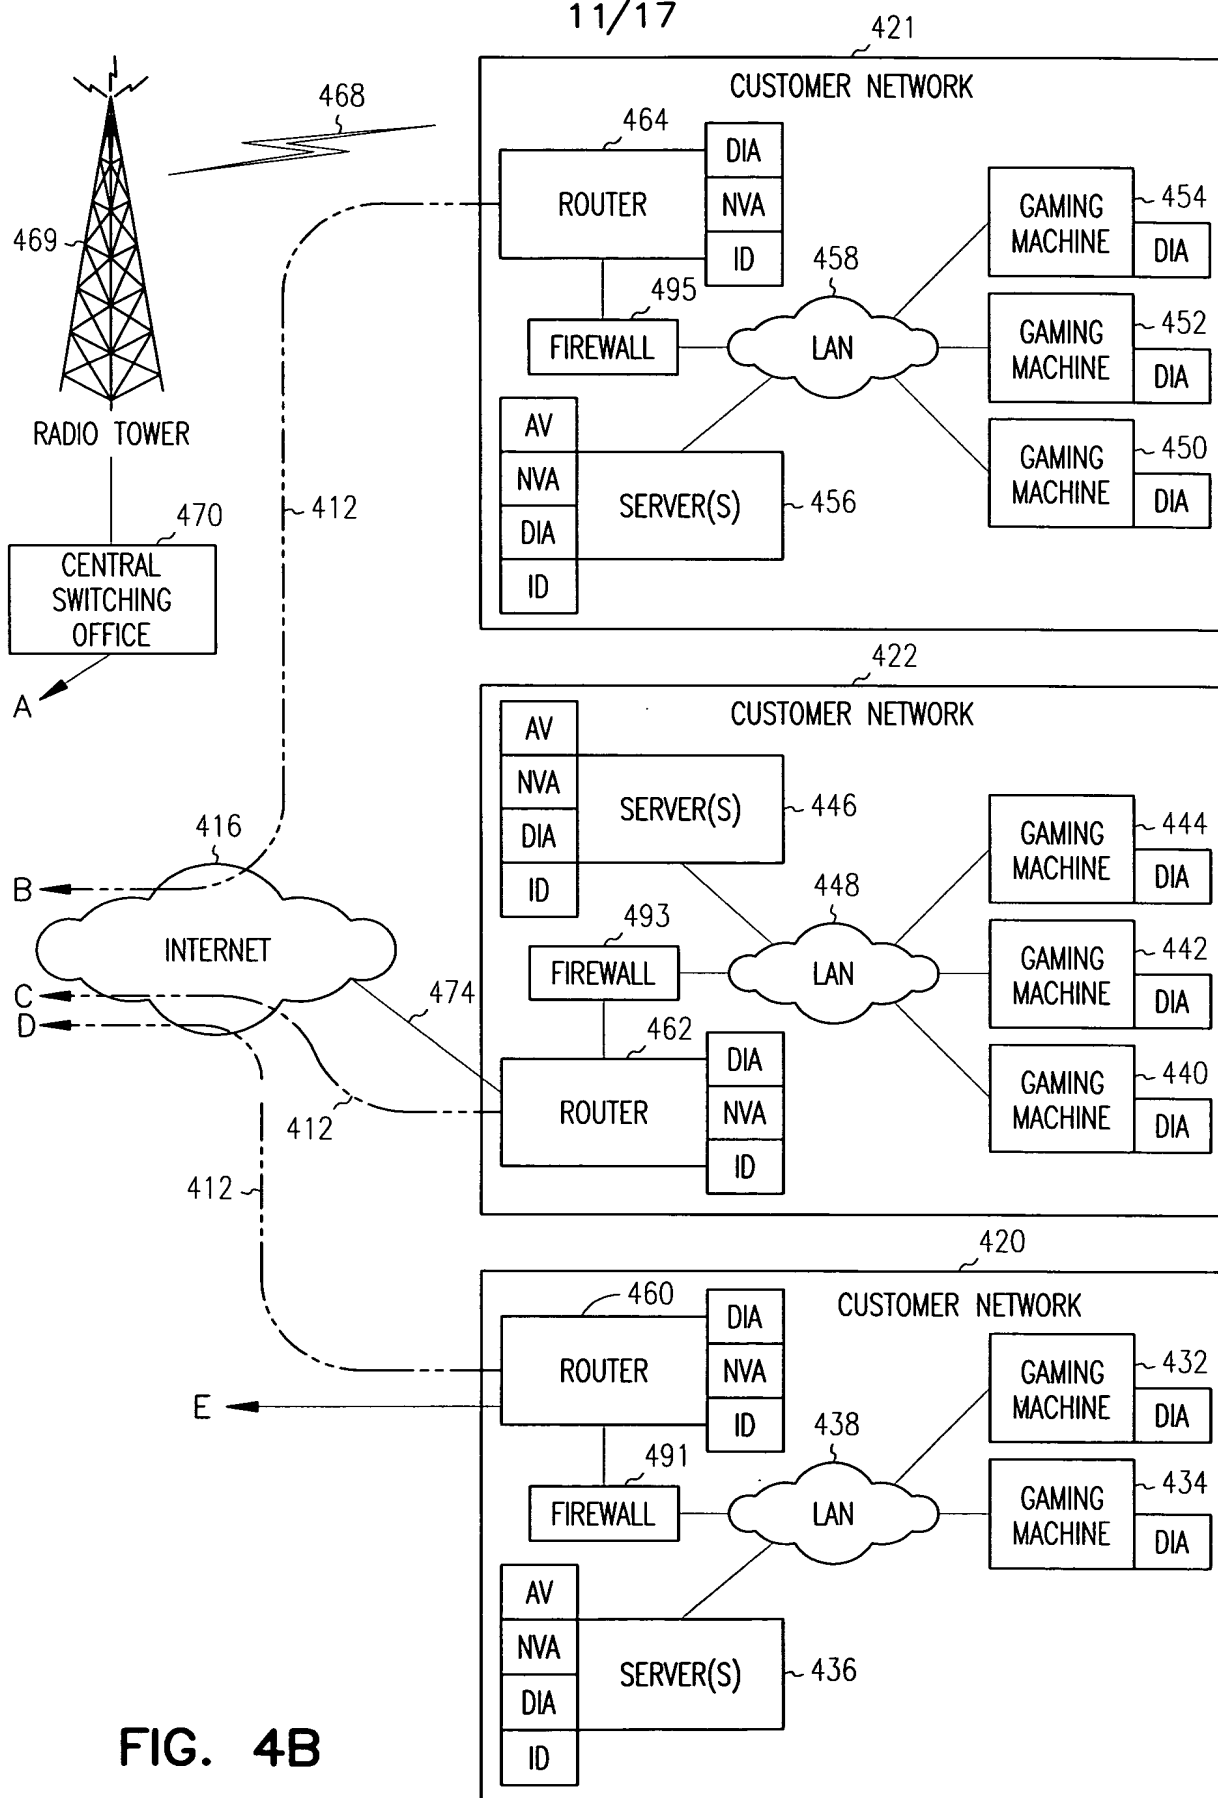 11/17
421
CUSTOMER NETWORK
468
464
ROUTER
DIA
NVA
ID
469
RADIO TOWER
495
FIREWALL
458
LAN
GAMING
MACHINE
454
DIA
GAMING
MACHINE
452
DIA
GAMING
MACHINE
450
DIA
AV
NVA
DIA
ID
SERVER(S)
456
412
470
CENTRAL
SWITCHING
OFFICE
A
422
CUSTOMER NETWORK
AV
NVA
DIA
ID
SERVER(S)
446
GAMING
MACHINE
444
DIA
448
LAN
GAMING
MACHINE
442
DIA
GAMING
MACHINE
440
DIA
493
FIREWALL
462
ROUTER
DIA
NVA
ID
416
INTERNET
B
C
D
474
412
412
420
CUSTOMER NETWORK
460
ROUTER
DIA
NVA
ID
E
491
FIREWALL
438
LAN
GAMING
MACHINE
432
DIA
GAMING
MACHINE
434
DIA
AV
NVA
DIA
ID
SERVER(S)
436
FIG. 4B